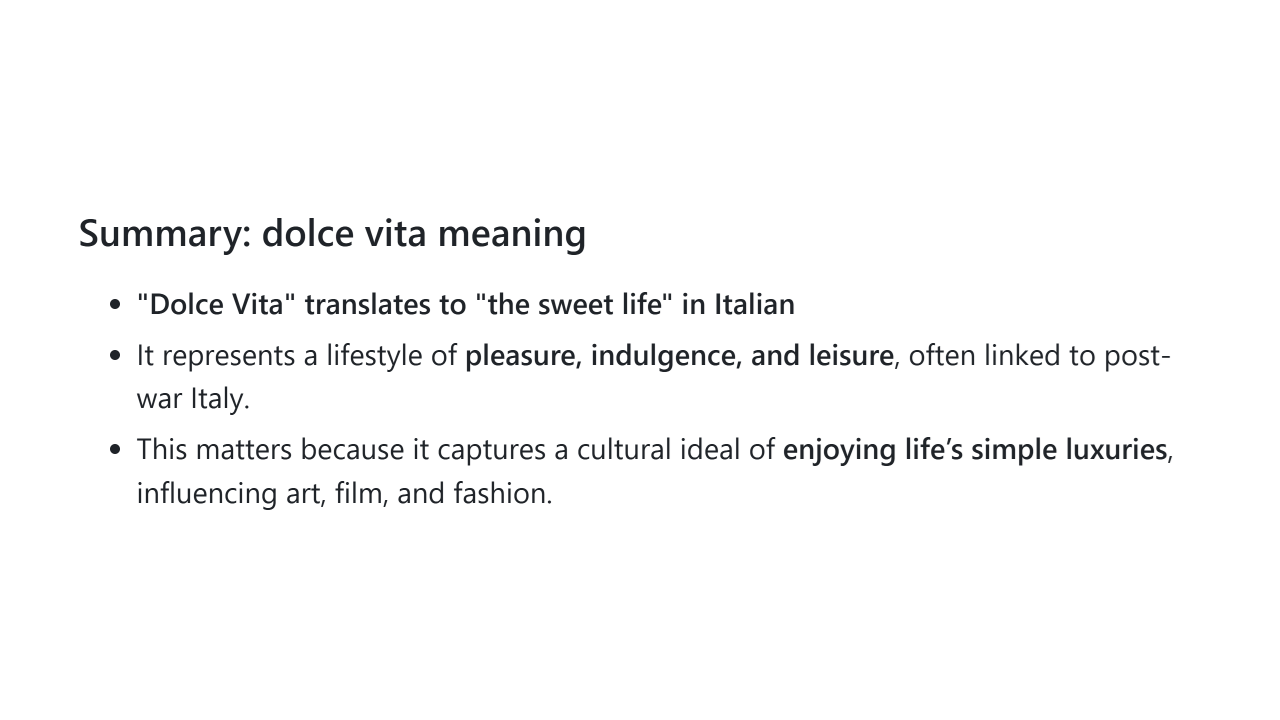 Summary: dolce vita meaning
• "Dolce Vita" translates to "the sweet life" in Italian
• It represents a lifestyle of pleasure, indulgence, and leisure, often linked to post-
war Italy.
• This matters because it captures a cultural ideal of enjoying life’s simple luxuries,
influencing art, film, and fashion.